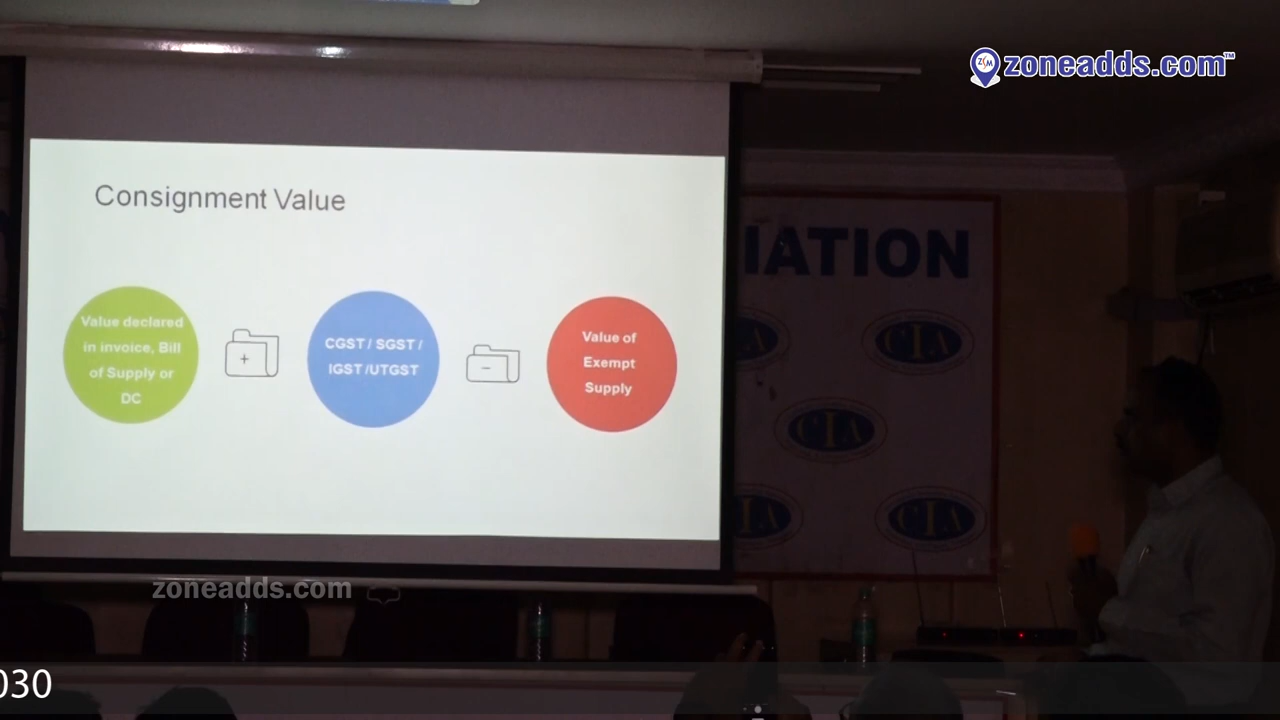 zoneadds.com™
Consignment Value
Value declared
in invoice, Bill
of Supply or
DC
+
CGST / SGST /
IGST /UTGST
−
Value of
Exempt
Supply
IATION
CIA
CIA
CIA
CIA
CIA
zoneadds.com
030